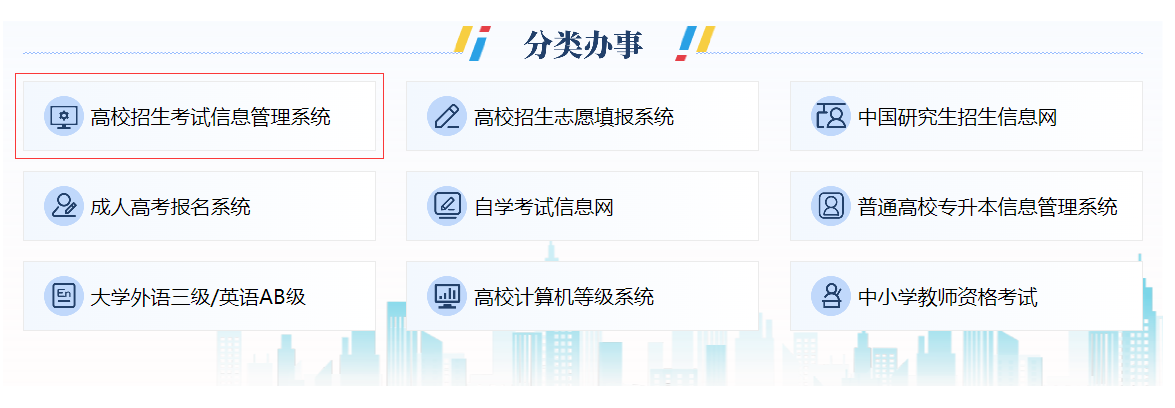 分类办事
高校招生考试信息管理系统
高校招生志愿填报系统
中国研究生招生信息网
成人高考报名系统
自学考试信息网
普通高校专升本信息管理系统
En
大学外语三级/英语AB级
高校计算机等级系统
中小学教师资格考试